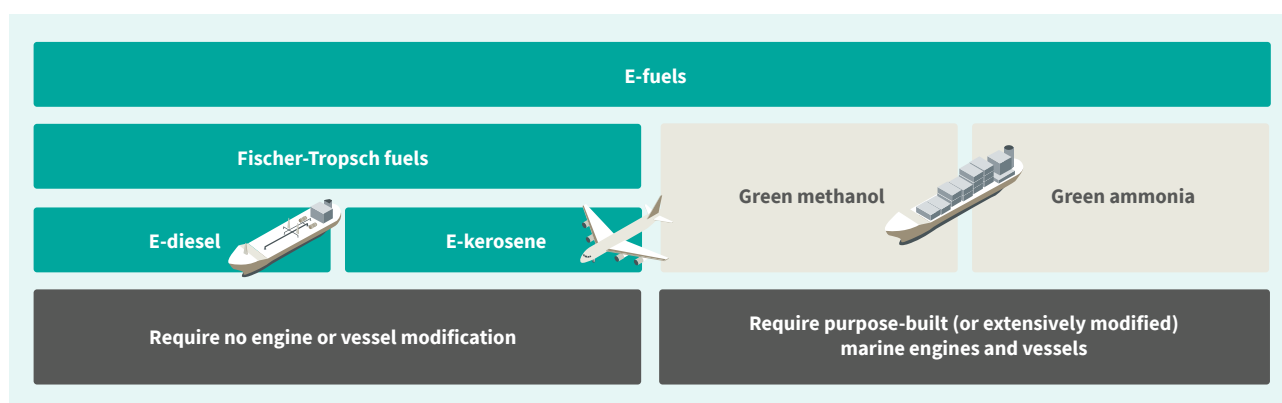 E-fuels
Fischer-Tropsch fuels
Green methanol
Green ammonia
E-diesel
E-kerosene
Require no engine or vessel modification
Require purpose-built (or extensively modified)
marine engines and vessels